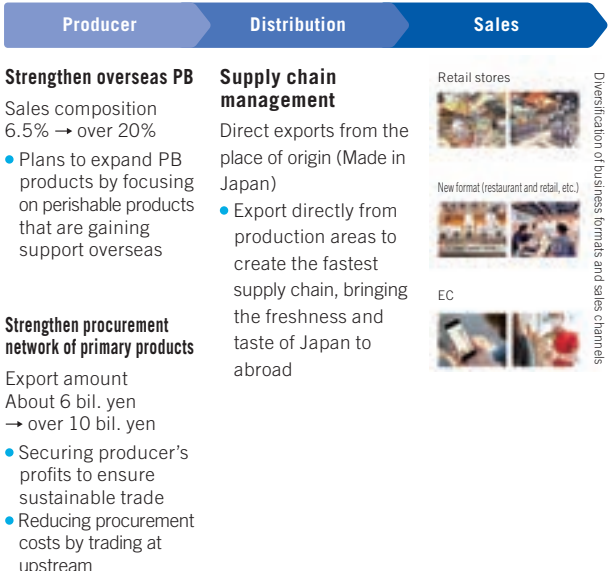 Producer
Distribution
Sales
Strengthen overseas PB
Sales composition
6.5% → over 20%
• Plans to expand PB
products by focusing
on perishable products
that are gaining
support overseas
Strengthen procurement
network of primary products
Export amount
About 6 bil. yen
→ over 10 bil. yen
• Securing producer's
profits to ensure
sustainable trade
• Reducing procurement
costs by trading at
upstream
Supply chain
management
Direct exports from the
place of origin (Made in
Japan)
• Export directly from
production areas to
create the fastest
supply chain, bringing
the freshness and
taste of Japan to
abroad
Retail stores
New format (restaurant and retail, etc.)
EC
Diversification of business formats and sales channels